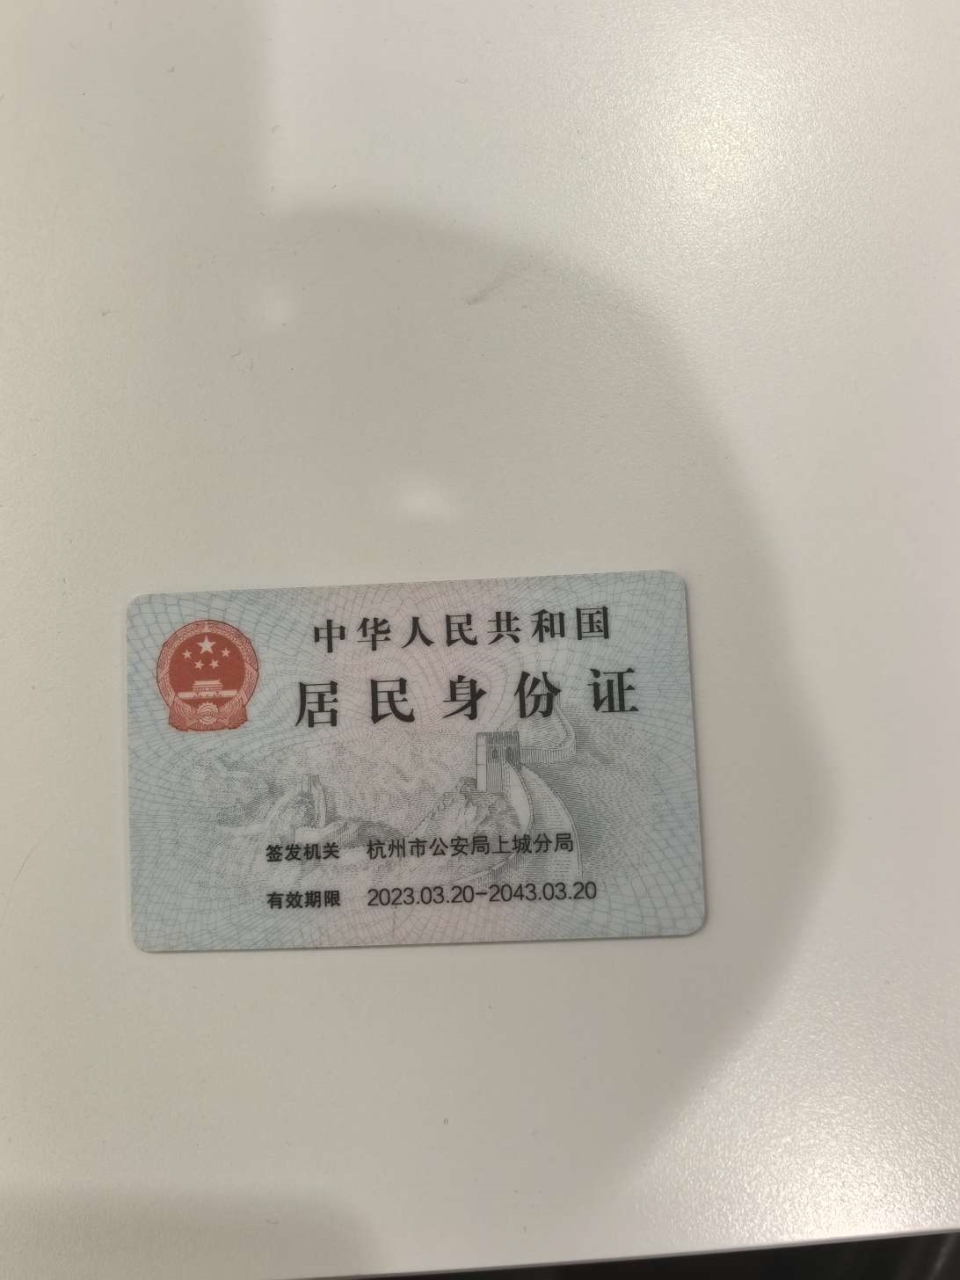 中华人民共和国
居民身份证
签发机关 杭州市公安局上城分局
有效期限 2023.03.20-2043.03.20